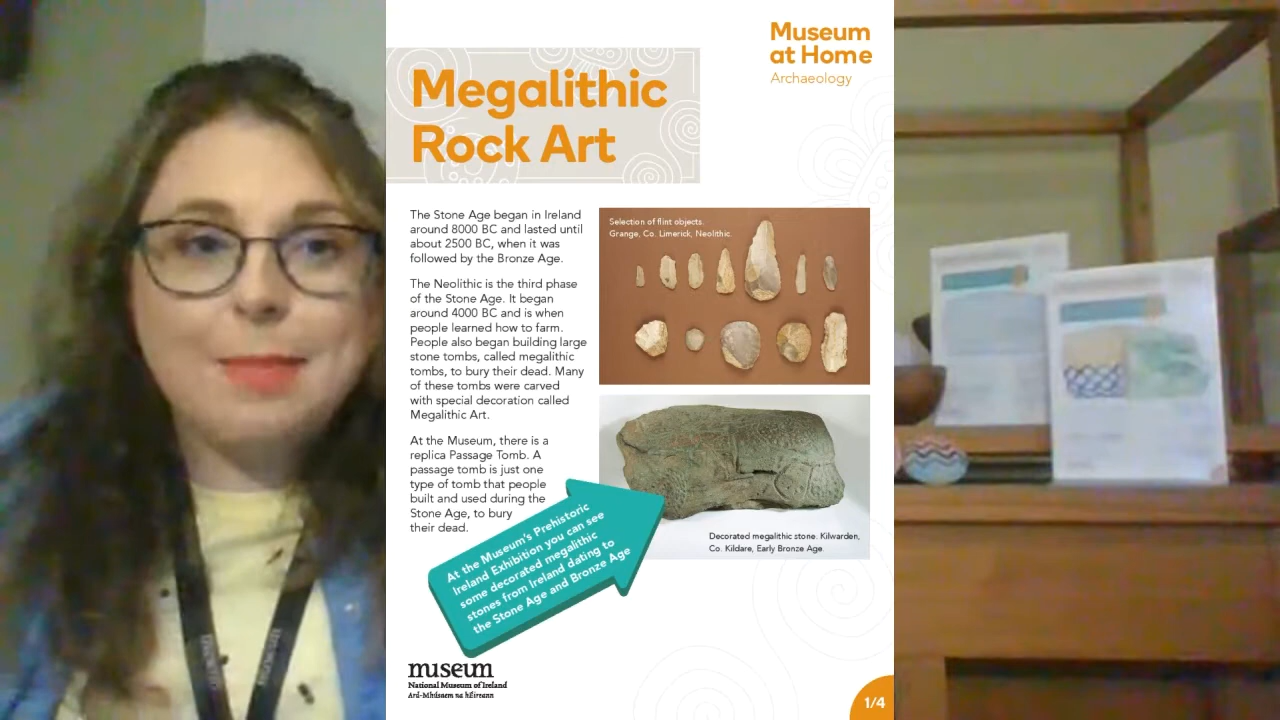 Museum
at Home
Archaeology
Megalithic
Rock Art
The Stone Age began in Ireland
around 8000 BC and lasted until
about 2500 BC, when it was
followed by the Bronze Age.
The Neolithic is the third phase
of the Stone Age. It began
around 4000 BC and is when
people learned how to farm.
People also began building large
stone tombs, called megalithic
tombs, to bury their dead. Many
of these tombs were carved
with special decoration called
Megalithic Art.
At the Museum, there is a
replica Passage Tomb. A
passage tomb is just one
type of tomb that people
built and used during the
Stone Age, to bury
their dead.
Selection of flint objects.
Grange, Co. Limerick, Neolithic.
Decorated megalithic stone. Kilwarden,
Co. Kildare, Early Bronze Age.
At the Museum's Prehistoric
Ireland Exhibition you can see
some decorated megalithic
stones from Ireland dating to
the Stone Age and Bronze Age
museum
National Museum of Ireland
Ard-Mhúsaem na hÉireann
1/4